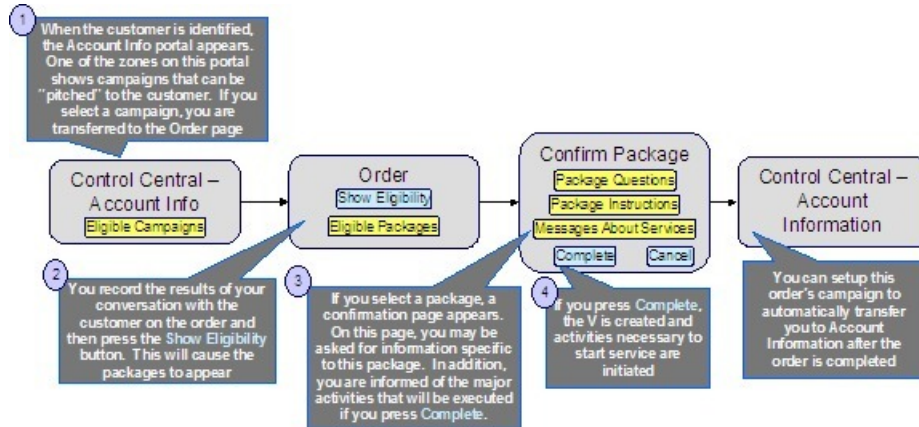 1
When the customer is identified,
the Account Info portal appears.
One of the zones on this portal
shows campaigns that can be
"pitched" to the customer. If you
select a campaign, you are
transferred to the Order page
Control Central –
Account Info
Eligible Campaigns
Order
Show Eligibility
Eligible Packages
Confirm Package
Package Questions
Package Instructions
Messages About Services
Complete
Cancel
Control Central –
Account
Information
2
You record the results of your
conversation with the
customer on the order and
then press the Show Eligibility
button. This will cause the
packages to appear
3
If you select a package, a
confirmation page appears.
On this page, you may be
asked for information specific
to this package. In addition,
you are informed of the major
activities that will be executed
if you press Complete.
4
If you press Complete,
the V is created and
activities necessary to
start service are
initiated
You can setup this
order's campaign to
automatically transfer
you to Account
Information after the
order is completed